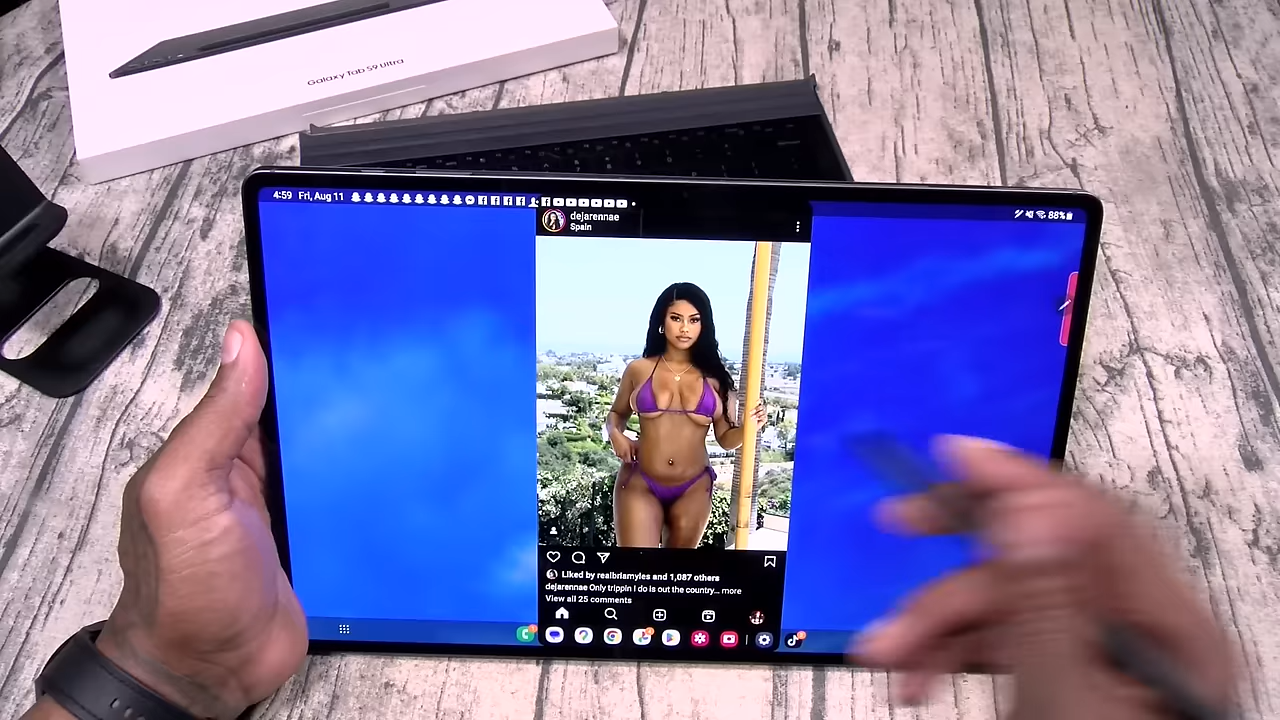 Galaxy Tab S9 Ultra
4:59 Fri, Aug 11
88%
dejarennae
Spain
Liked by realbriamyles and 1,087 others
dejarennae Only trippin I do is out the country... more
View all 25 comments